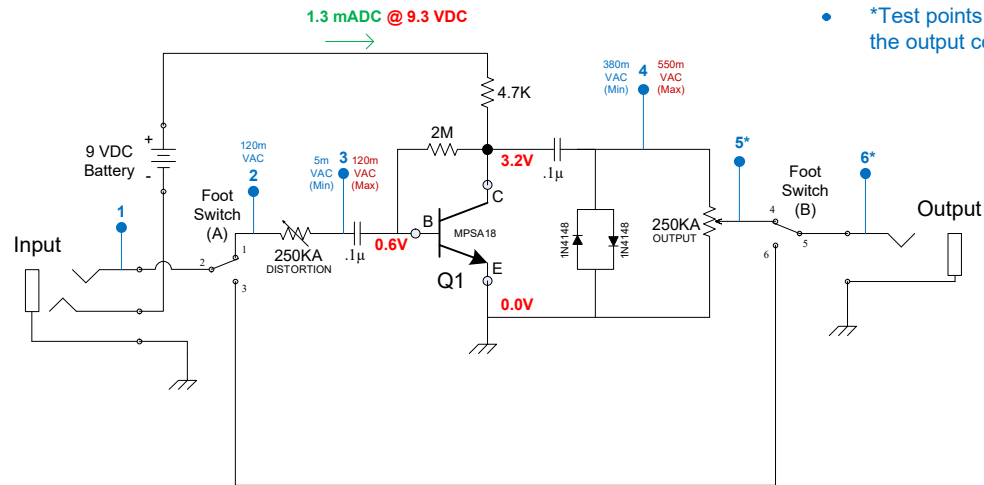 1.3 mADC @ 9.3 VDC
• *Test points
the output co
4.7K
380m
VAC
(Min)
4
550m
VAC
(Max)
2M
+
9 VDC
Battery
-
3.2V
.1µ
120m
VAC
2
5m
VAC
(Min)
3
120m
VAC
(Max)
5*
6*
Foot
Switch
(A)
Foot
Switch
(B)
1
Input
C
B
MPSA18
E
Q1
0.6V
0.0V
250KA
DISTORTION
.1µ
1N4148
1N4148
250KA
OUTPUT
1
2
3
4
5
6
Output